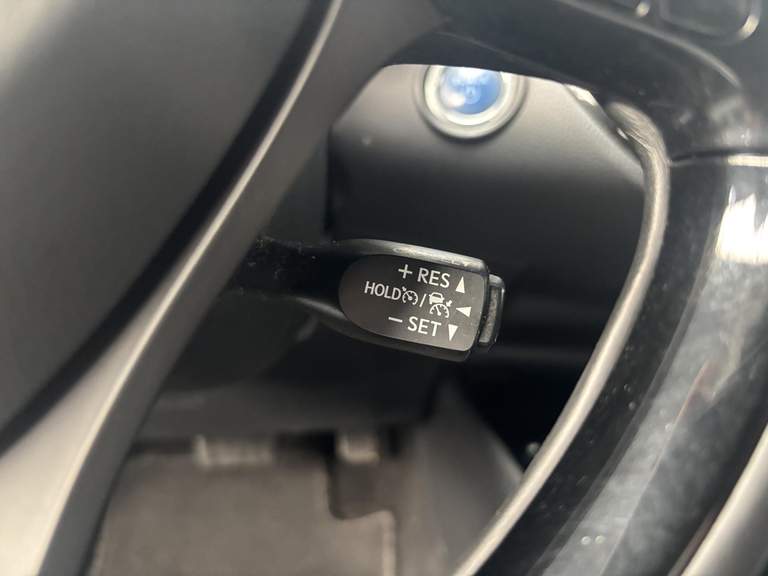 + RES ▲
HOLD / ◀
− SET ▼